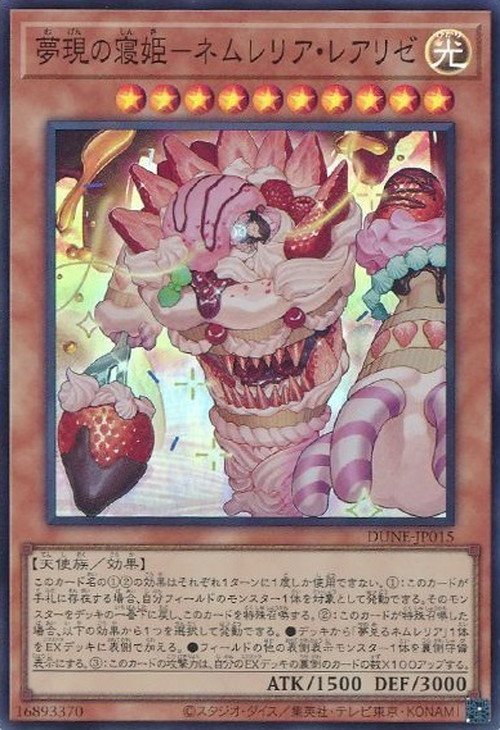 夢現の寝姫－ネムレリア・レアリゼ
光
DUNE-JP015
【天使族／効果】
このカード名の①②の効果はそれぞれ１ターンに１度しか使用できない。①：このカードが
手札に存在する場合、自分フィールドのモンスター１体を対象として発動できる。そのモン
スターをデッキの一番下に戻し、このカードを特殊召喚する。②：このカードが特殊召喚した
場合、以下の効果から１つを選択して発動できる。●デッキから「夢見るネムレリア」１体
をEXデッキに表側で加える。●フィールドの他の表側表示モンスター１体を裏側守備
表示にする。③：このカードの攻撃力は、自分のEXデッキの裏側のカードの数×１００アップする。
ATK/1500 DEF/3000
16893370 ©スタジオ・ダイス／集英社・テレビ東京・KONAMI